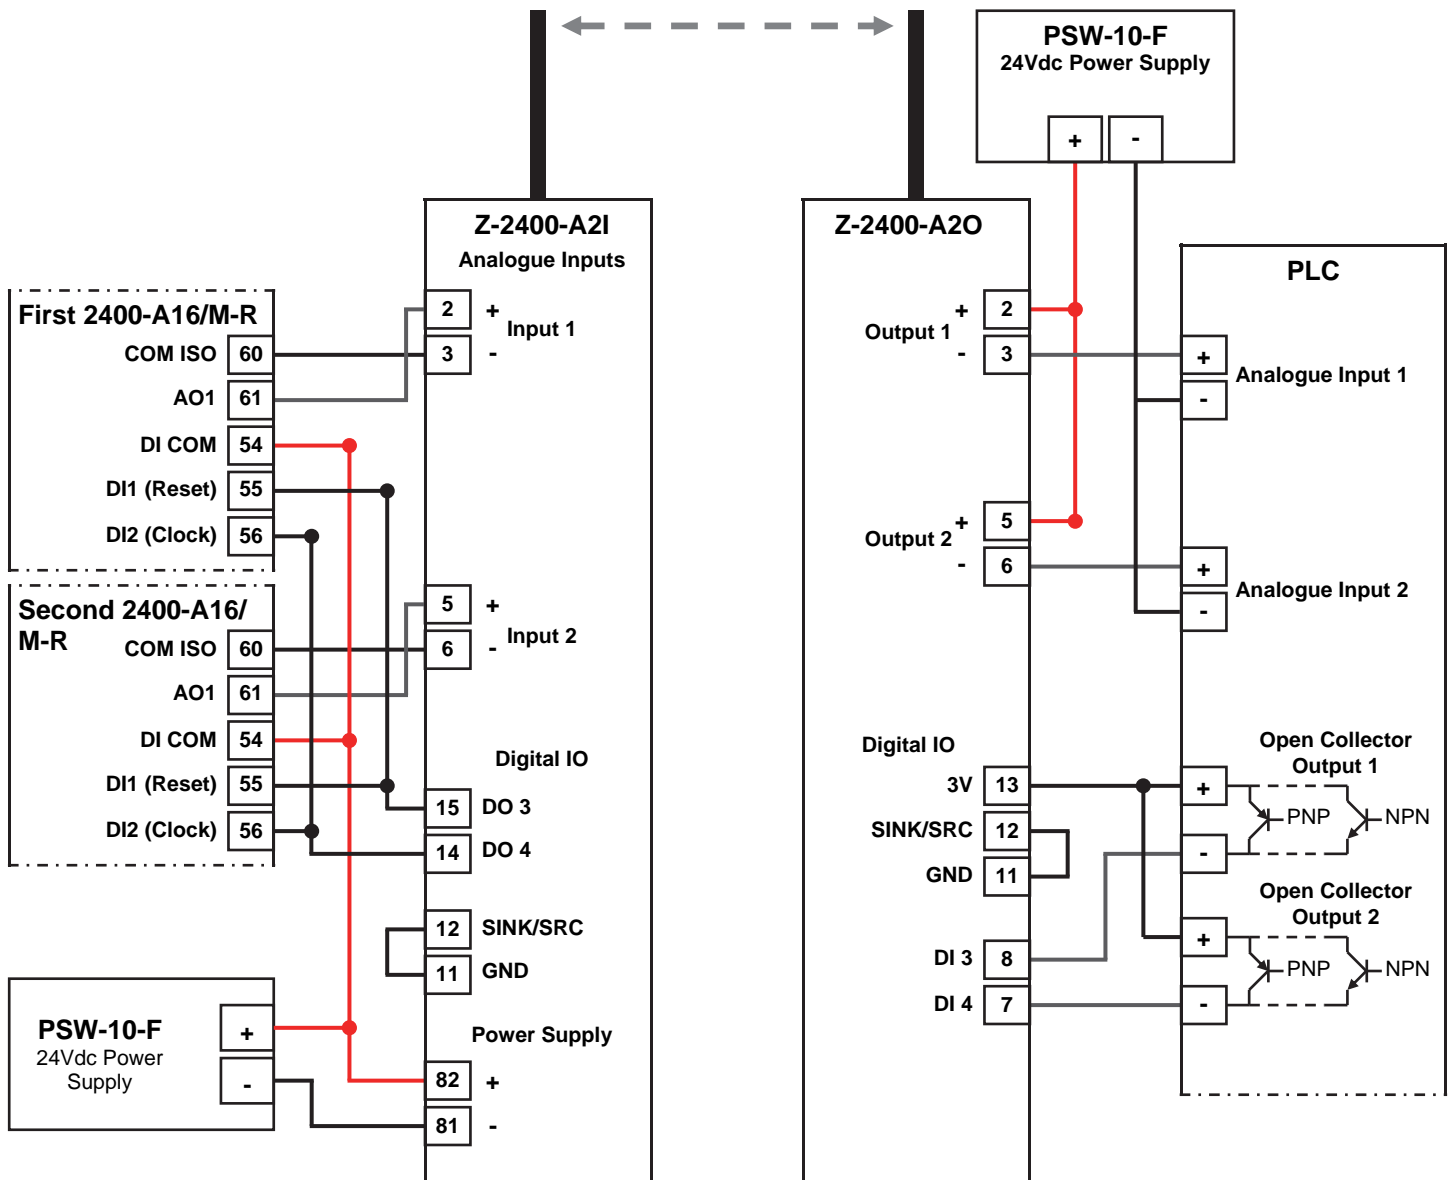 PSW-10-F
24Vdc Power Supply
+
-
Z-2400-A2I
Analogue Inputs
2 +
Input 1
3 -
5 +
Input 2
6 -
Digital IO
15 DO 3
14 DO 4
12 SINK/SRC
11 GND
Power Supply
82 +
81 -
First 2400-A16/M-R
COM ISO 60
AO1 61
DI COM 54
DI1 (Reset) 55
DI2 (Clock) 56
Second 2400-A16/
M-R
COM ISO 60
AO1 61
DI COM 54
DI1 (Reset) 55
DI2 (Clock) 56
PSW-10-F
24Vdc Power
Supply
+
-
Z-2400-A2O
+ 2
Output 1
- 3
+ 5
Output 2
- 6
Digital IO
3V 13
SINK/SRC 12
GND 11
DI 3 8
DI 4 7
PLC
+
Analogue Input 1
-
+
Analogue Input 2
-
Open Collector
Output 1
+
PNP NPN
-
Open Collector
Output 2
+
PNP NPN
-